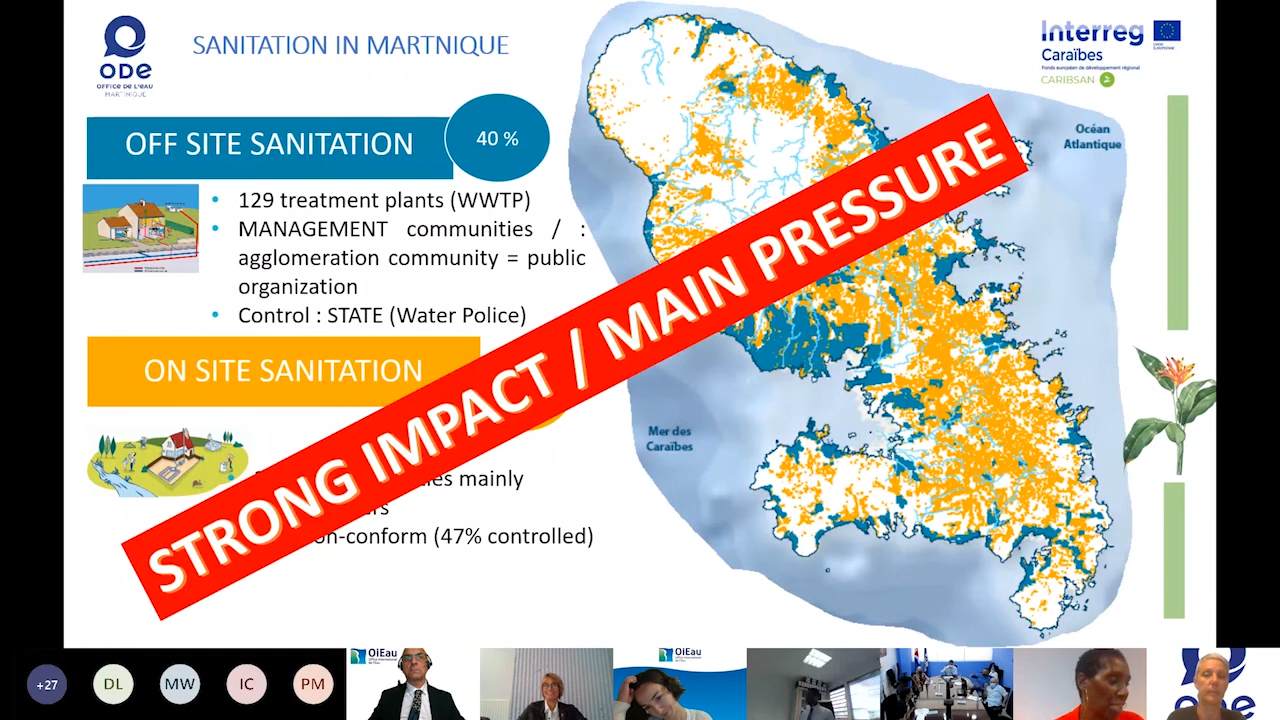 ODE
OFFICE DE L'EAU
MARTINIQUE
SANITATION IN MARTNIQUE
Interreg
Caraïbes
Fonds européen de développement régional
CARIBSAN
OFF SITE SANITATION
40 %
• 129 treatment plants (WWTP)
• MANAGEMENT communities / :
agglomeration community = public
organization
• Control : STATE (Water Police)
ON SITE SANITATION
mainly
n-conform (47% controlled)
STRONG IMPACT / MAIN PRESSURE
Océan
Atlantique
Mer des
Caraïbes
+27
DL
MW
IC
PM
OiEau
OiEau
ODE